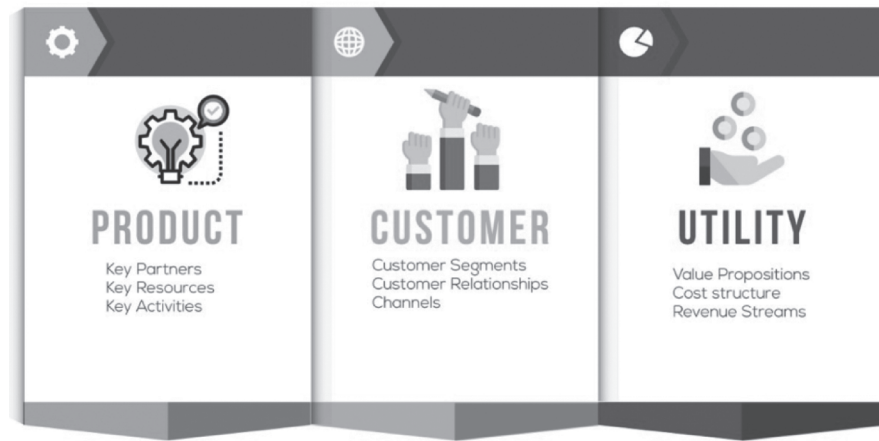 PRODUCT
Key Partners
Key Resources
Key Activities
CUSTOMER
Customer Segments
Customer Relationships
Channels
UTILITY
Value Propositions
Cost structure
Revenue Streams